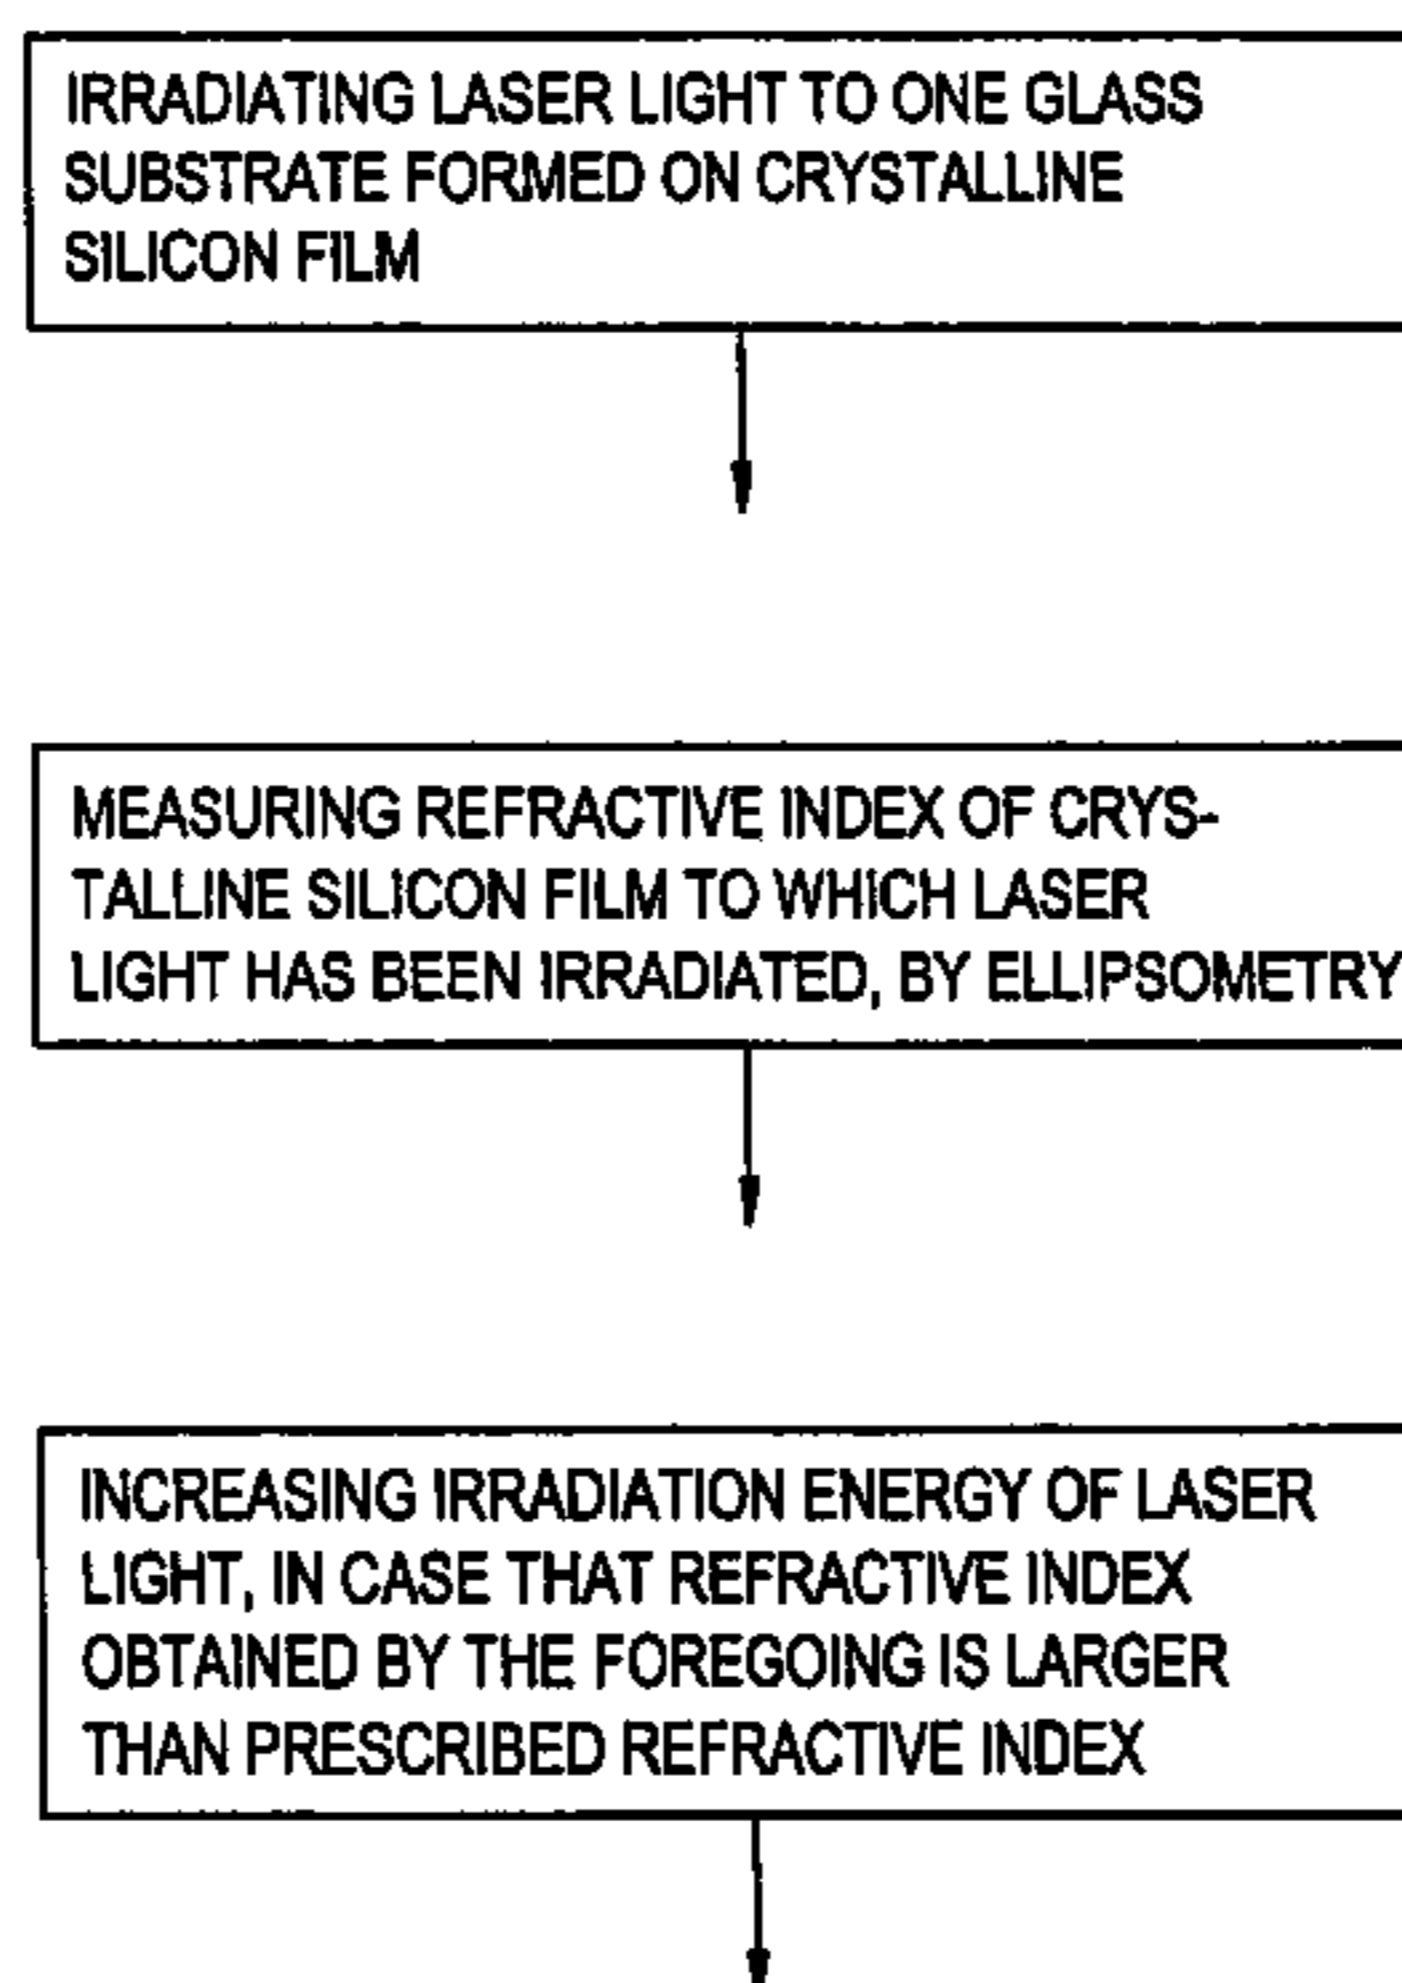 IRRADIATING LASER LIGHT TO ONE GLASS
SUBSTRATE FORMED ON CRYSTALLINE
SILICON FILM
MEASURING REFRACTIVE INDEX OF CRYS-
TALLINE SILICON FILM TO WHICH LASER
LIGHT HAS BEEN IRRADIATED, BY ELLIPSOMETRY
INCREASING IRRADIATION ENERGY OF LASER
LIGHT, IN CASE THAT REFRACTIVE INDEX
OBTAINED BY THE FOREGOING IS LARGER
THAN PRESCRIBED REFRACTIVE INDEX